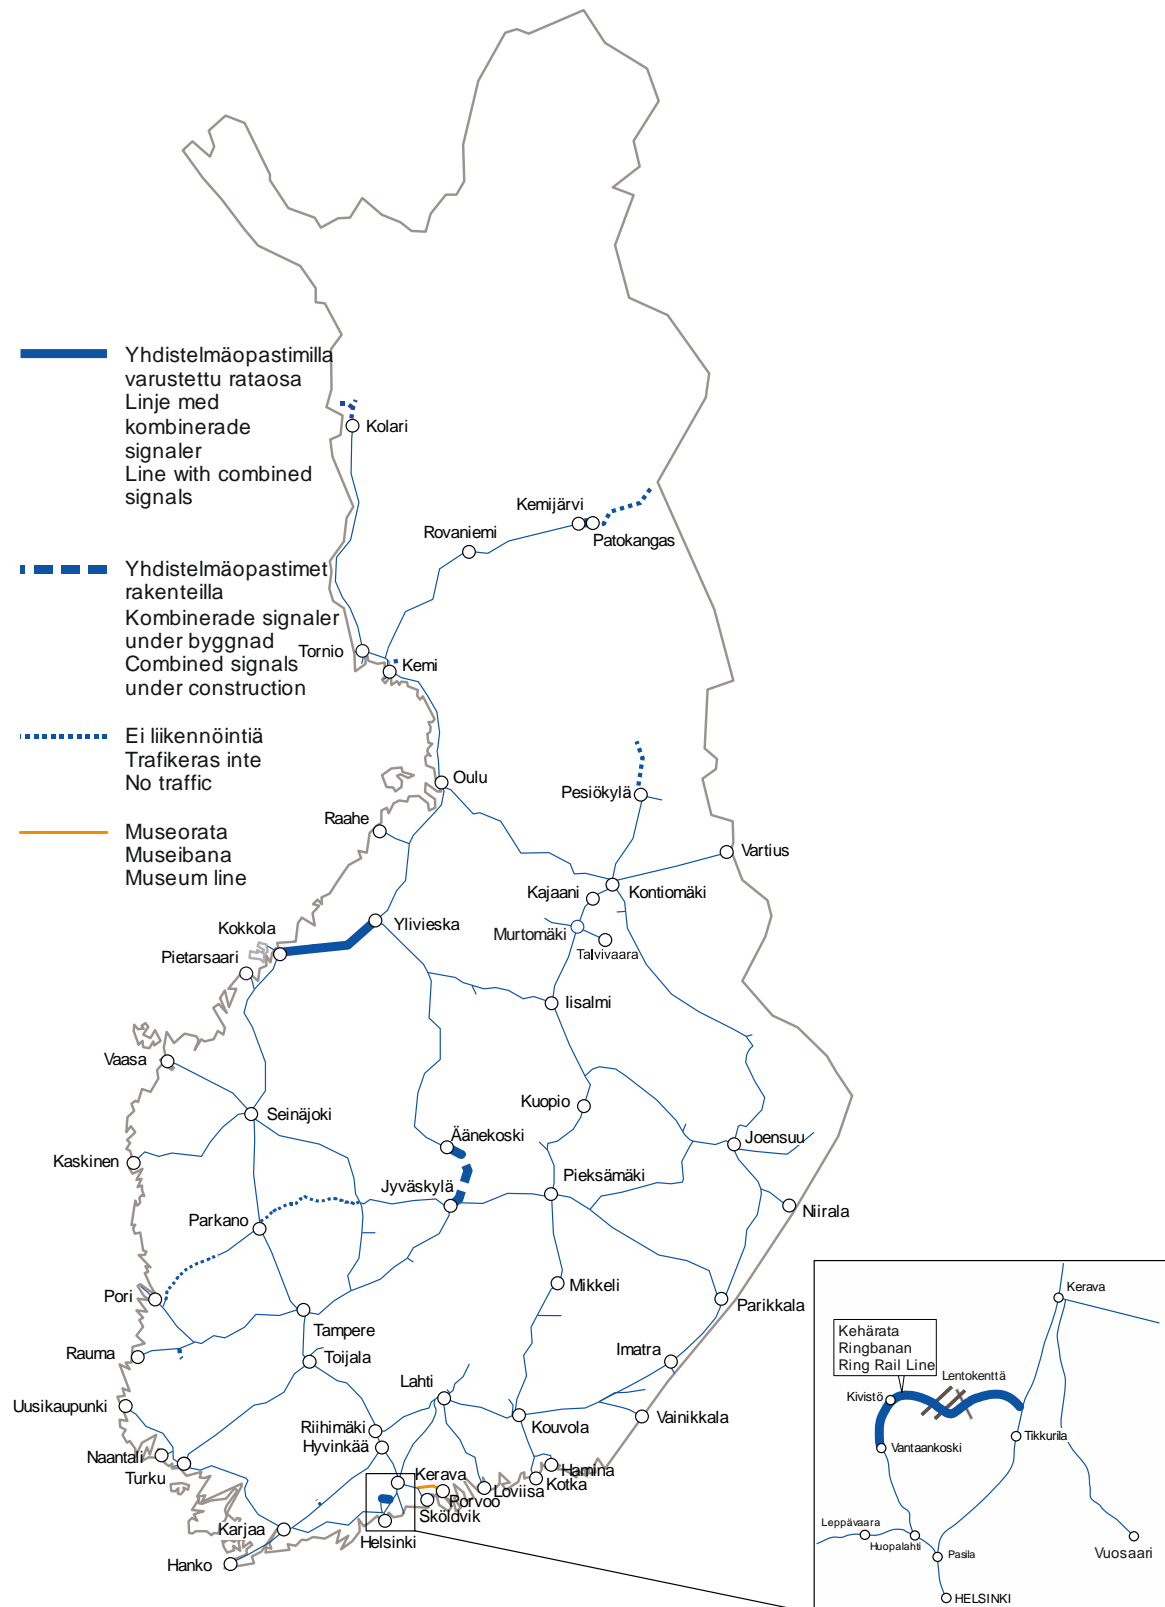 Yhdistelmäopastimilla
varustettu rataosa
Linje med
kombinerade
signaler
Line with combined
signals
Yhdistelmäopastimet
rakenteilla
Kombinerade signaler
under byggnad
Combined signals
under construction
Ei liikennöintiä
Trafikeras inte
No traffic
Museorata
Museibana
Museum line
Kolari
Kemijärvi
Patokangas
Rovaniemi
Tornio
Kemi
Oulu
Pesiökylä
Raahe
Vartius
Kajaani
Kontiomäki
Ylivieska
Kokkola
Murtomäki
Talvivaara
Pietarsaari
Iisalmi
Vaasa
Kuopio
Seinäjoki
Äänekoski
Joensuu
Kaskinen
Pieksämäki
Jyväskylä
Niirala
Parkano
Mikkeli
Pori
Parikkala
Tampere
Rauma
Toijala
Imatra
Lahti
Uusikaupunki
Kouvola
Vainikkala
Riihimäki
Hyvinkää
Naantali
Turku
Hamina
Kerava
Kotka
Loviisa
Porvoo
Sköldvik
Karjaa
Helsinki
Hanko
Kerava
Kehärata
Ringbanan
Ring Rail Line
Lentokenttä
Kivistö
Tikkurila
Vantaankoski
Leppävaara
Huopalahti
Pasila
Vuosaari
HELSINKI